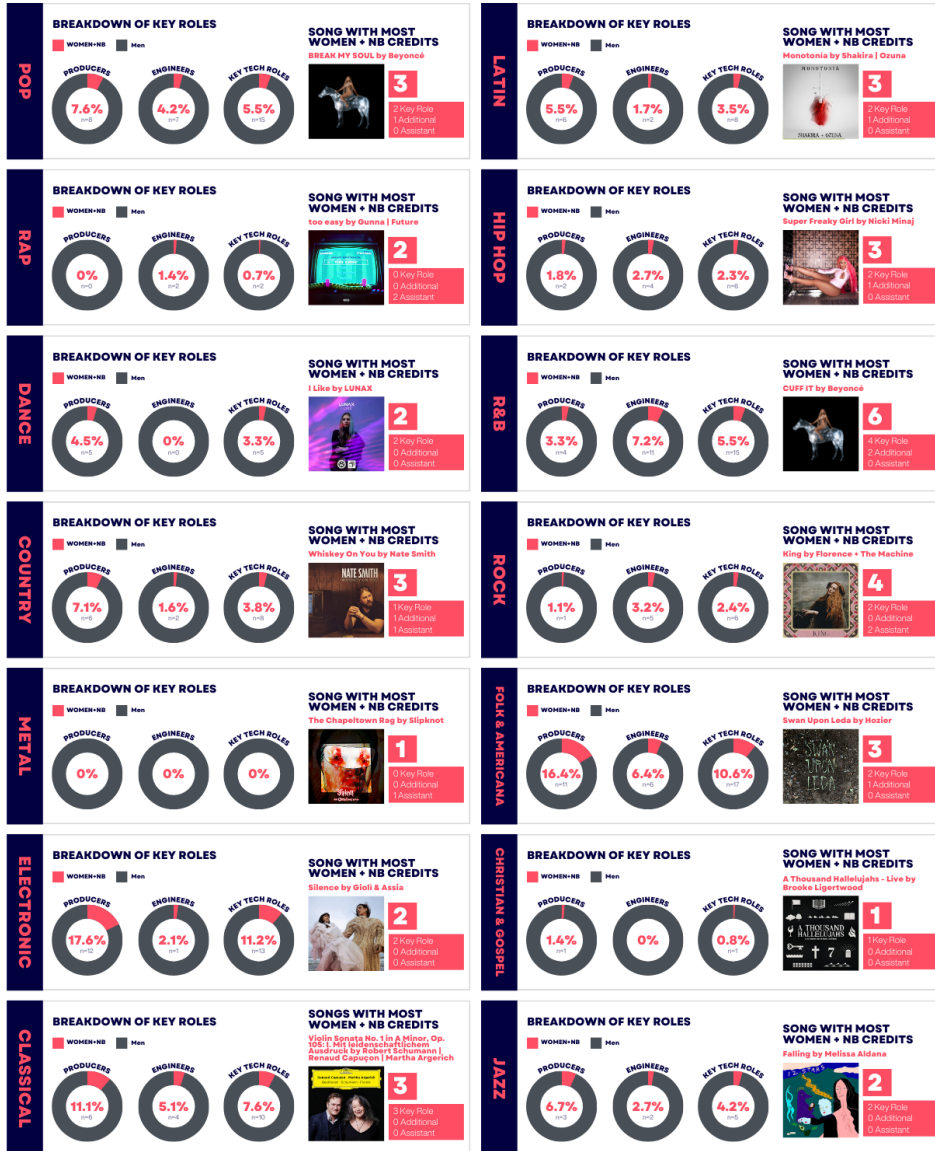 POP
BREAKDOWN OF KEY ROLES
WOMEN+NB Men
PRODUCERS ENGINEERS KEY TECH ROLES
7.6% 4.2% 5.5%
n=8 n=7 n=15
SONG WITH MOST
WOMEN + NB CREDITS
BREAK MY SOUL by Beyoncé
3
2 Key Role
1 Additional
0 Assistant
LATIN
BREAKDOWN OF KEY ROLES
WOMEN+NB Men
PRODUCERS ENGINEERS KEY TECH ROLES
5.5% 1.7% 3.5%
n=6 n=2 n=8
SONG WITH MOST
WOMEN + NB CREDITS
Monotonía by Shakira | Ozuna
MONOTONIA
SHAKIRA + OZUNA
3
2 Key Role
1 Additional
0 Assistant
RAP
BREAKDOWN OF KEY ROLES
WOMEN+NB Men
PRODUCERS ENGINEERS KEY TECH ROLES
0% 1.4% 0.7%
n=0 n=2 n=2
SONG WITH MOST
WOMEN + NB CREDITS
too easy by Gunna | Future
2
0 Key Role
0 Additional
2 Assistant
HIP HOP
BREAKDOWN OF KEY ROLES
WOMEN+NB Men
PRODUCERS ENGINEERS KEY TECH ROLES
1.8% 2.7% 2.3%
n=2 n=4 n=6
SONG WITH MOST
WOMEN + NB CREDITS
Super Freaky Girl by Nicki Minaj
3
2 Key Role
1 Additional
0 Assistant
DANCE
BREAKDOWN OF KEY ROLES
WOMEN+NB Men
PRODUCERS ENGINEERS KEY TECH ROLES
4.5% 0% 3.3%
n=5 n=0 n=5
SONG WITH MOST
WOMEN + NB CREDITS
I Like by LUNAX
LUNAX
2
2 Key Role
0 Additional
0 Assistant
R&B
BREAKDOWN OF KEY ROLES
WOMEN+NB Men
PRODUCERS ENGINEERS KEY TECH ROLES
3.3% 7.2% 5.5%
n=4 n=11 n=15
SONG WITH MOST
WOMEN + NB CREDITS
CUFF IT by Beyoncé
6
4 Key Role
2 Additional
0 Assistant
COUNTRY
BREAKDOWN OF KEY ROLES
WOMEN+NB Men
PRODUCERS ENGINEERS KEY TECH ROLES
7.1% 1.6% 3.8%
n=6 n=2 n=8
SONG WITH MOST
WOMEN + NB CREDITS
Whiskey On You by Nate Smith
NATE SMITH
3
1 Key Role
1 Additional
1 Assistant
ROCK
BREAKDOWN OF KEY ROLES
WOMEN+NB Men
PRODUCERS ENGINEERS KEY TECH ROLES
1.1% 3.2% 2.4%
n=1 n=5 n=6
SONG WITH MOST
WOMEN + NB CREDITS
King by Florence + The Machine
KING
4
2 Key Role
0 Additional
2 Assistant
METAL
BREAKDOWN OF KEY ROLES
WOMEN+NB Men
PRODUCERS ENGINEERS KEY TECH ROLES
0% 0% 0%
SONG WITH MOST
WOMEN + NB CREDITS
The Chapeltown Rag by Slipknot
1
0 Key Role
0 Additional
1 Assistant
FOLK & AMERICANA
BREAKDOWN OF KEY ROLES
WOMEN+NB Men
PRODUCERS ENGINEERS KEY TECH ROLES
16.4% 6.4% 10.6%
n=11 n=6 n=17
SONG WITH MOST
WOMEN + NB CREDITS
Swan Upon Leda by Hozier
SWAN
UPON
LEDA
3
2 Key Role
1 Additional
0 Assistant
ELECTRONIC
BREAKDOWN OF KEY ROLES
WOMEN+NB Men
PRODUCERS ENGINEERS KEY TECH ROLES
17.6% 2.1% 11.2%
n=12 n=1 n=13
SONG WITH MOST
WOMEN + NB CREDITS
Silence by Giolì & Assia
2
2 Key Role
0 Additional
0 Assistant
CHRISTIAN & GOSPEL
BREAKDOWN OF KEY ROLES
WOMEN+NB Men
PRODUCERS ENGINEERS KEY TECH ROLES
1.4% 0% 0.8%
n=1 n=1
SONG WITH MOST
WOMEN + NB CREDITS
A Thousand Hallelujahs - Live by
Brooke Ligertwood
A THOUSAND
HALLELUJAHS
7
1
1 Key Role
0 Additional
0 Assistant
CLASSICAL
BREAKDOWN OF KEY ROLES
WOMEN+NB Men
PRODUCERS ENGINEERS KEY TECH ROLES
11.1% 5.1% 7.6%
n=6 n=4 n=10
SONGS WITH MOST
WOMEN + NB CREDITS
Violin Sonata No. 1 in A Minor, Op.
105: I. Mit leidenschaftlichem
Ausdruck by Robert Schumann |
Renaud Capuçon | Martha Argerich
3
3 Key Role
0 Additional
0 Assistant
JAZZ
BREAKDOWN OF KEY ROLES
WOMEN+NB Men
PRODUCERS ENGINEERS KEY TECH ROLES
6.7% 2.7% 4.2%
n=3 n=2 n=5
SONG WITH MOST
WOMEN + NB CREDITS
Falling by Melissa Aldana
12 STARS
2
2 Key Role
0 Additional
0 Assistant